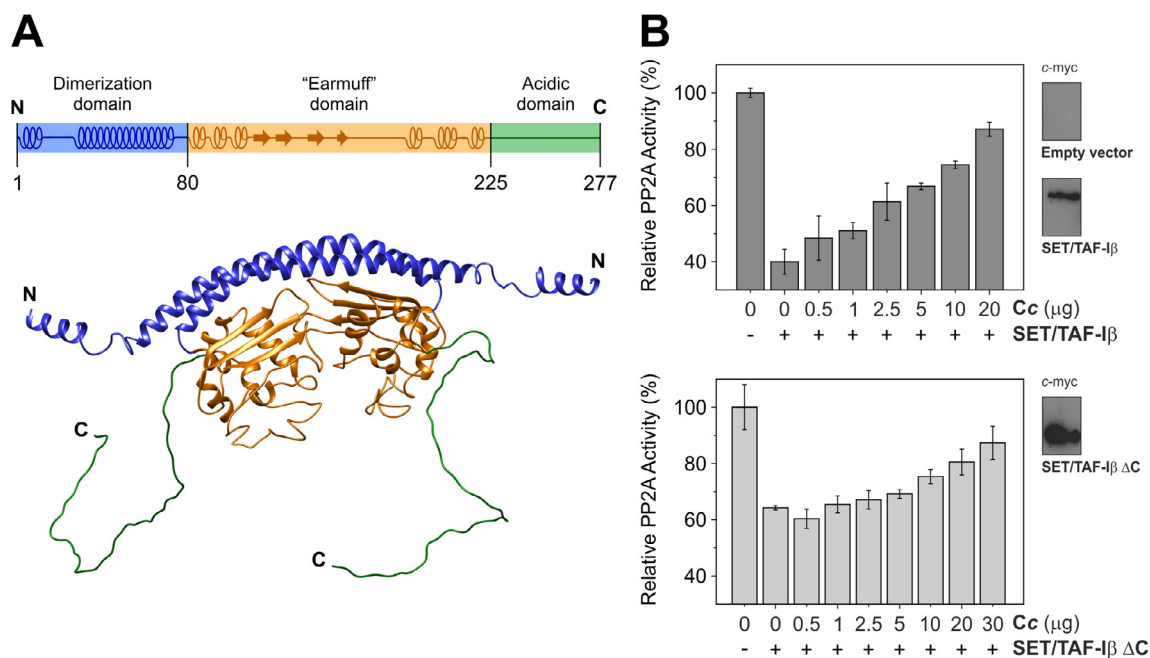 A
Dimerization
domain
"Earmuff"
domain
Acidic
domain
N
C
1
80
225
277
N
N
C
C
B
Relative PP2A Activity (%)
100
80
60
40
0 0 0.5 1 2.5 5 10 20 Cc (μg)
- + + + + + + + SET/TAF-Iβ
c-myc
Empty vector
SET/TAF-Iβ
Relative PP2A Activity (%)
100
80
60
40
0 0 0.5 1 2.5 5 10 20 30 Cc (μg)
- + + + + + + + + SET/TAF-Iβ ΔC
c-myc
SET/TAF-Iβ ΔC